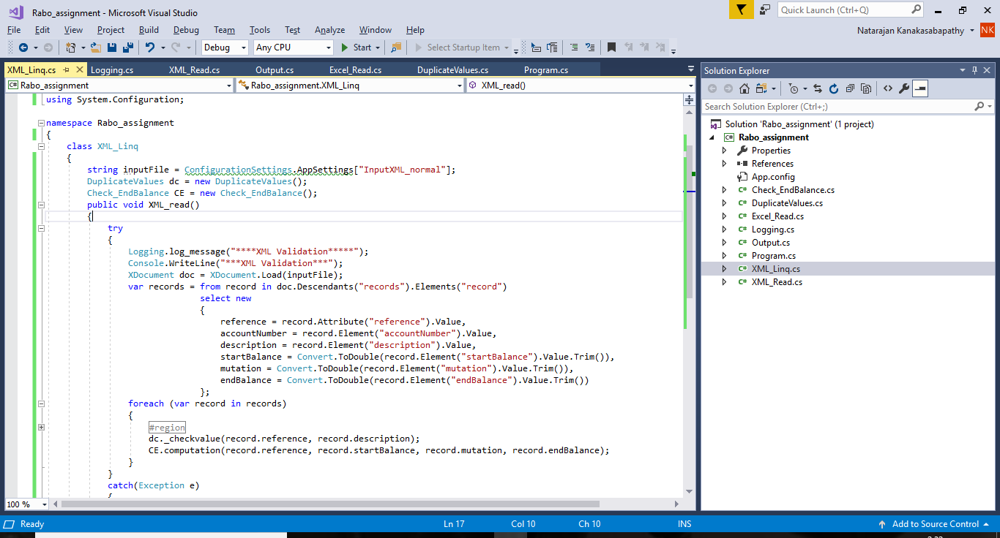 Rabo_assignment - Microsoft Visual Studio
Quick Launch (Ctrl+Q)
File Edit View Project Build Debug Team Tools Test Analyze Window Help
Natarajan Kanakasabapathy NK
Debug Any CPU Start Select Startup Item
XML_Linq.cs Logging.cs XML_Read.cs Output.cs Excel_Read.cs DuplicateValues.cs Program.cs
C# Rabo_assignment Rabo_assignment.XML_Linq XML_read()
using System.Configuration;
namespace Rabo_assignment
{
class XML_Linq
{
string inputFile = ConfigurationSettings.AppSettings["InputXML_normal"];
DuplicateValues dc = new DuplicateValues();
Check_EndBalance CE = new Check_EndBalance();
public void XML_read()
{
try
{
Logging.log_message("****XML Validation*****");
Console.WriteLine("***XML Validation***");
XDocument doc = XDocument.Load(inputFile);
var records = from record in doc.Descendants("records").Elements("record")
select new
{
reference = record.Attribute("reference").Value,
accountNumber = record.Element("accountNumber").Value,
description = record.Element("description").Value,
startBalance = Convert.ToDouble(record.Element("startBalance").Value.Trim()),
mutation = Convert.ToDouble(record.Element("mutation").Value.Trim()),
endBalance = Convert.ToDouble(record.Element("endBalance").Value.Trim())
};
foreach (var record in records)
{
#region
dc._checkvalue(record.reference, record.description);
CE.computation(record.reference, record.startBalance, record.mutation, record.endBalance);
}
}
catch(Exception e)
{
100 %
Solution Explorer
Search Solution Explorer (Ctrl+;)
Solution 'Rabo_assignment' (1 project)
C# Rabo_assignment
Properties
References
App.config
C# Check_EndBalance.cs
C# DuplicateValues.cs
C# Excel_Read.cs
C# Logging.cs
C# Output.cs
C# Program.cs
C# XML_Linq.cs
C# XML_Read.cs
Ready Ln 17 Col 10 Ch 10 INS Add to Source Control